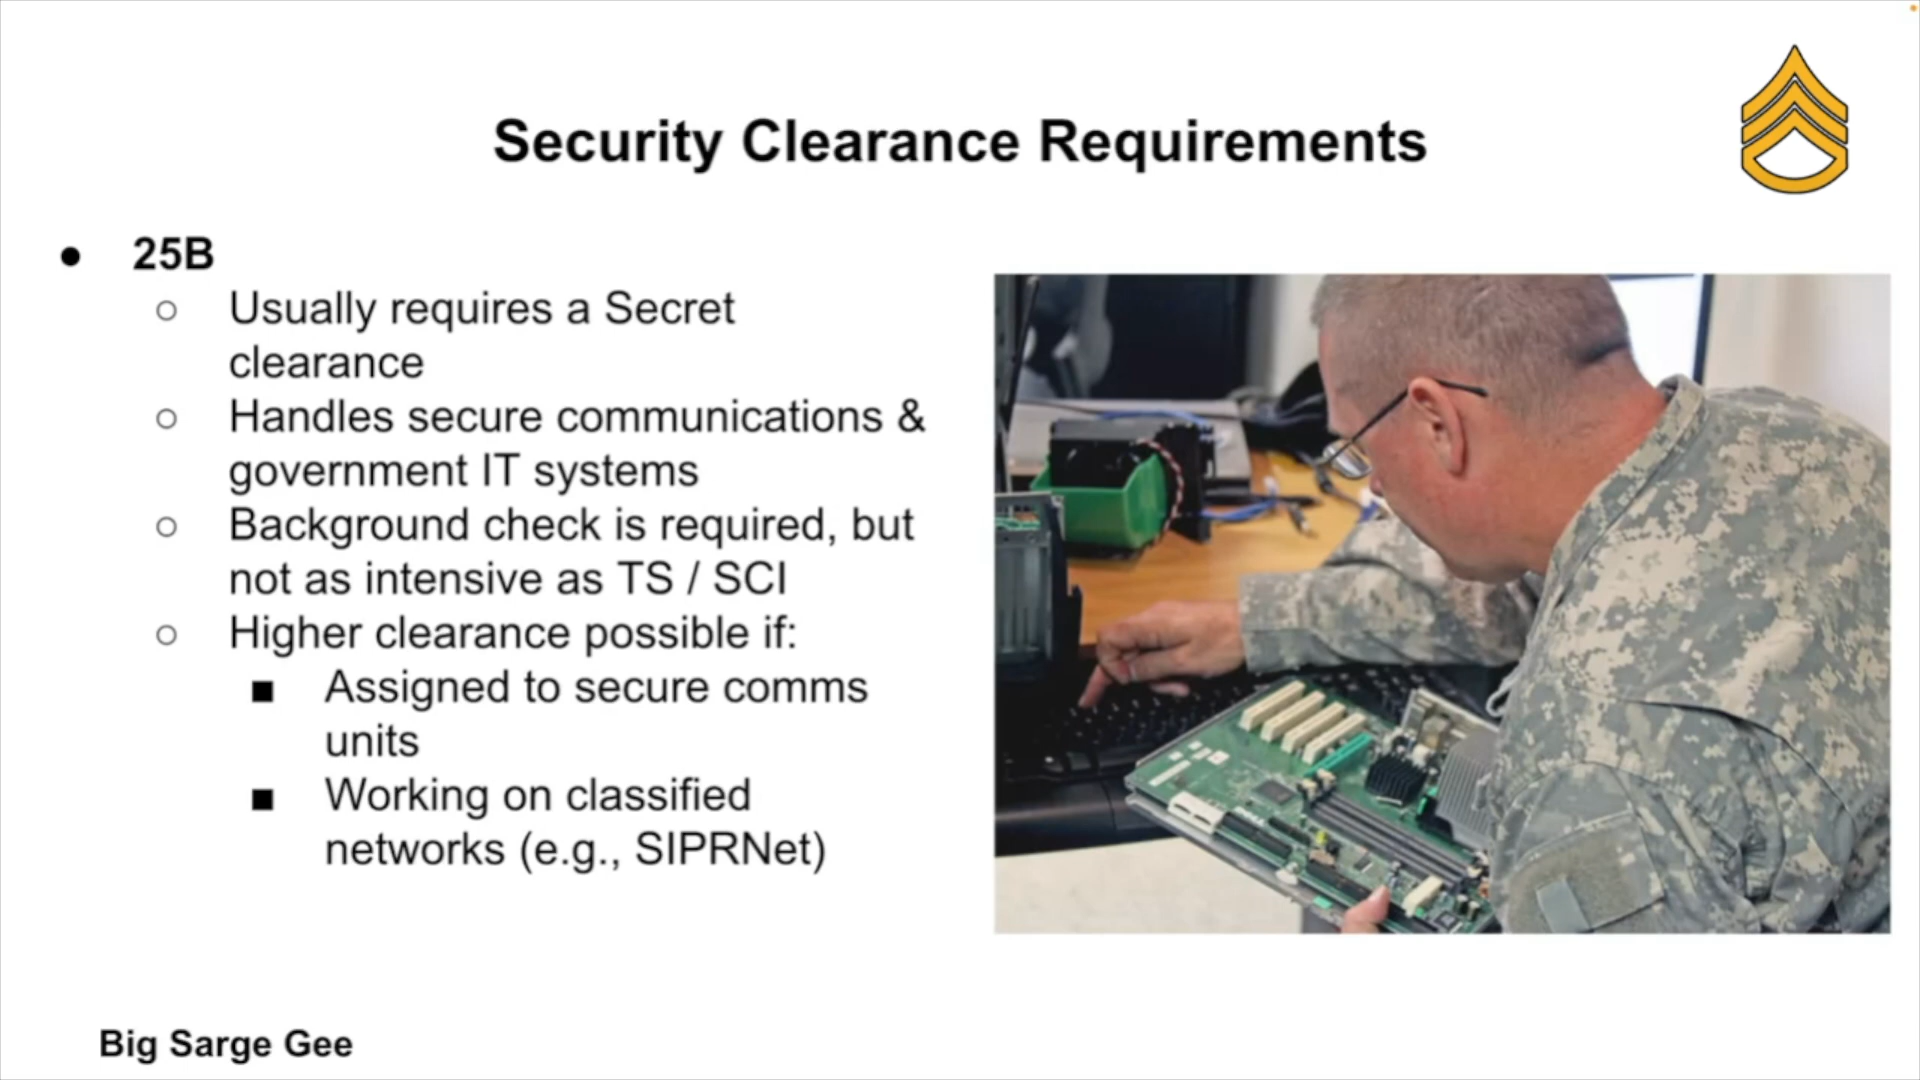 Security Clearance Requirements
● 25B
○ Usually requires a Secret
clearance
○ Handles secure communications &
government IT systems
○ Background check is required, but
not as intensive as TS / SCI
○ Higher clearance possible if:
■ Assigned to secure comms
units
■ Working on classified
networks (e.g., SIPRNet)
Big Sarge Gee